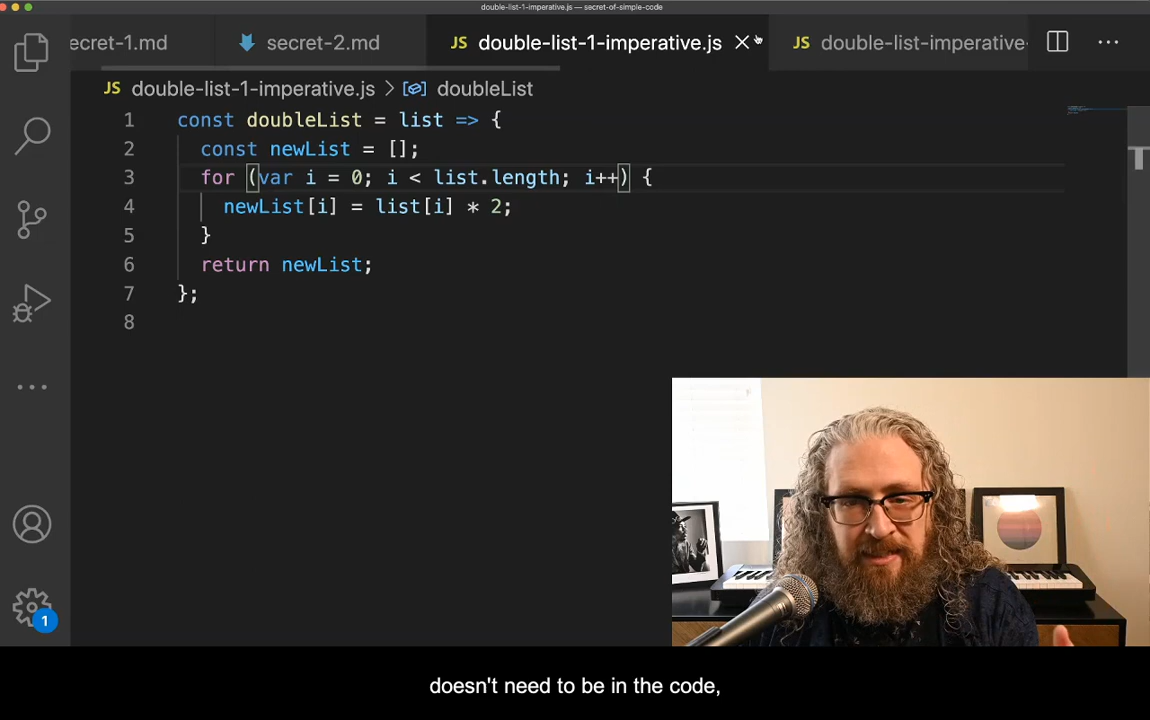 double-list-1-imperative.js — secret-of-simple-code
ecret-1.md
secret-2.md
JS double-list-1-imperative.js
JS double-list-imperative-
JS double-list-1-imperative.js > doubleList
1 const doubleList = list => {
2 const newList = [];
3 for (var i = 0; i < list.length; i++) {
4 newList[i] = list[i] * 2;
5 }
6 return newList;
7 };
8
1
doesn't need to be in the code,